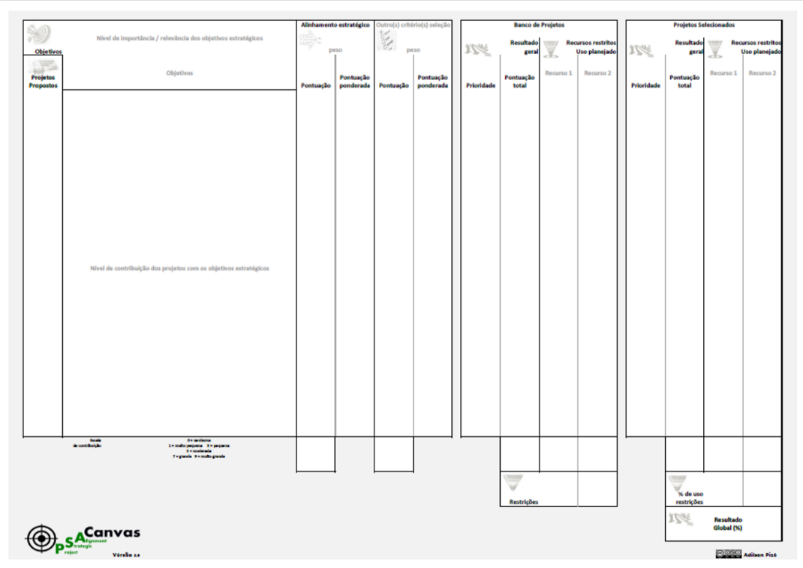 Nível de importância / relevância dos objetivos estratégicos
Objetivos
Projetos
Propostos
Objetivos
Nível de contribuição dos projetos com os objetivos estratégicos
Alinhamento estratégico
peso
Pontuação
Pontuação
ponderada
Outro(s) critério(s) seleção
peso
Pontuação
Pontuação
ponderada
Banco de Projetos
Resultado
geral
Recursos restritos
Uso planejado
Prioridade
Pontuação
total
Recurso 1
Recurso 2
Restrições
Projetos Selecionados
Resultado
geral
Recursos restritos
Uso planejado
Prioridade
Pontuação
total
Recurso 1
Recurso 2
% de uso
restrições
Resultado
Global (%)
Escala
de contribuição
0 = nenhuma
1 = muito pequena 3 = pequena
5 = moderada
7 = grande 9 = muito grande
PSACanvas
Alignment
Strategic
Project
Adilson Pizé